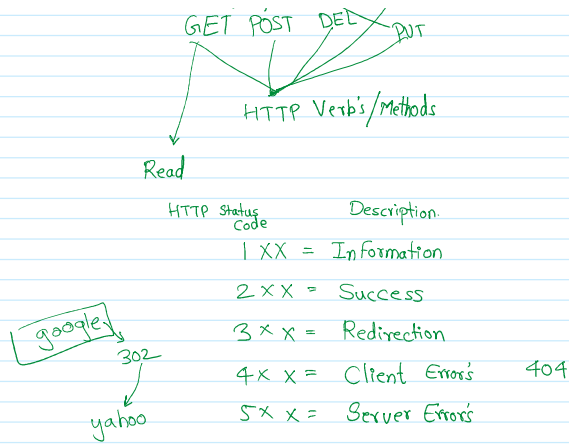 GET POST DEL PUT
HTTP Verb's/Methods
Read
HTTP Status Code Description.
1 XX = Information
2 X X = Success
google
3 X X = Redirection
302
4X X = Client Error's 404
yahoo
5X X = Server Error's